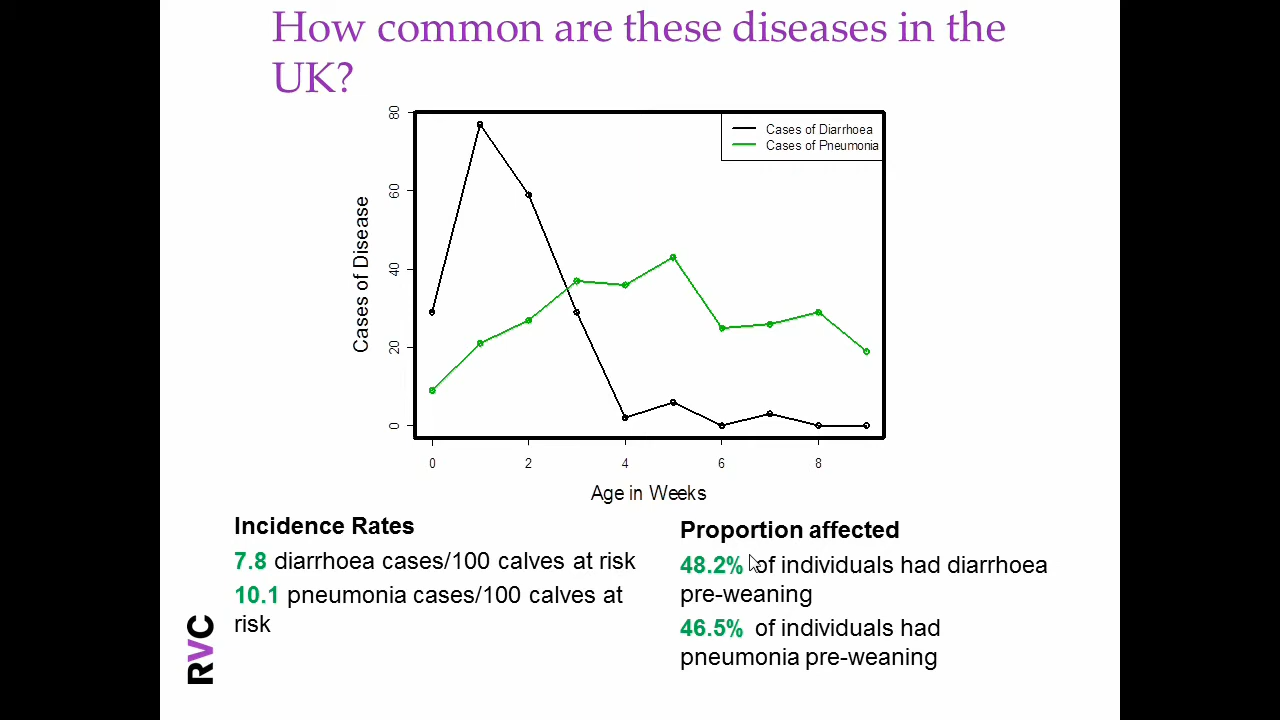 How common are these diseases in the
UK?
Cases of Diarrhoea
Cases of Pneumonia
Cases of Disease
80
60
40
20
0
0 2 4 6 8
Age in Weeks
Incidence Rates
7.8 diarrhoea cases/100 calves at risk
10.1 pneumonia cases/100 calves at
risk
Proportion affected
48.2% of individuals had diarrhoea
pre-weaning
46.5% of individuals had
pneumonia pre-weaning
RVC